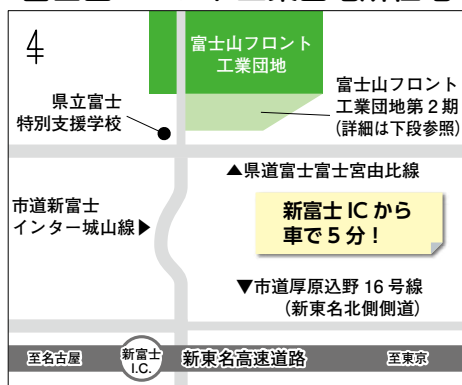 富士山フロント
工業団地
富士山フロント
工業団地第2期
(詳細は下段参照)
県立富士
特別支援学校
▲県道富士富士宮由比線
市道新富士
インター城山線▶
新富士 IC から
車で5分！
▼市道厚原込野 16 号線
(新東名北側側道)
至名古屋
新富士
I.C.
新東名高速道路
至東京